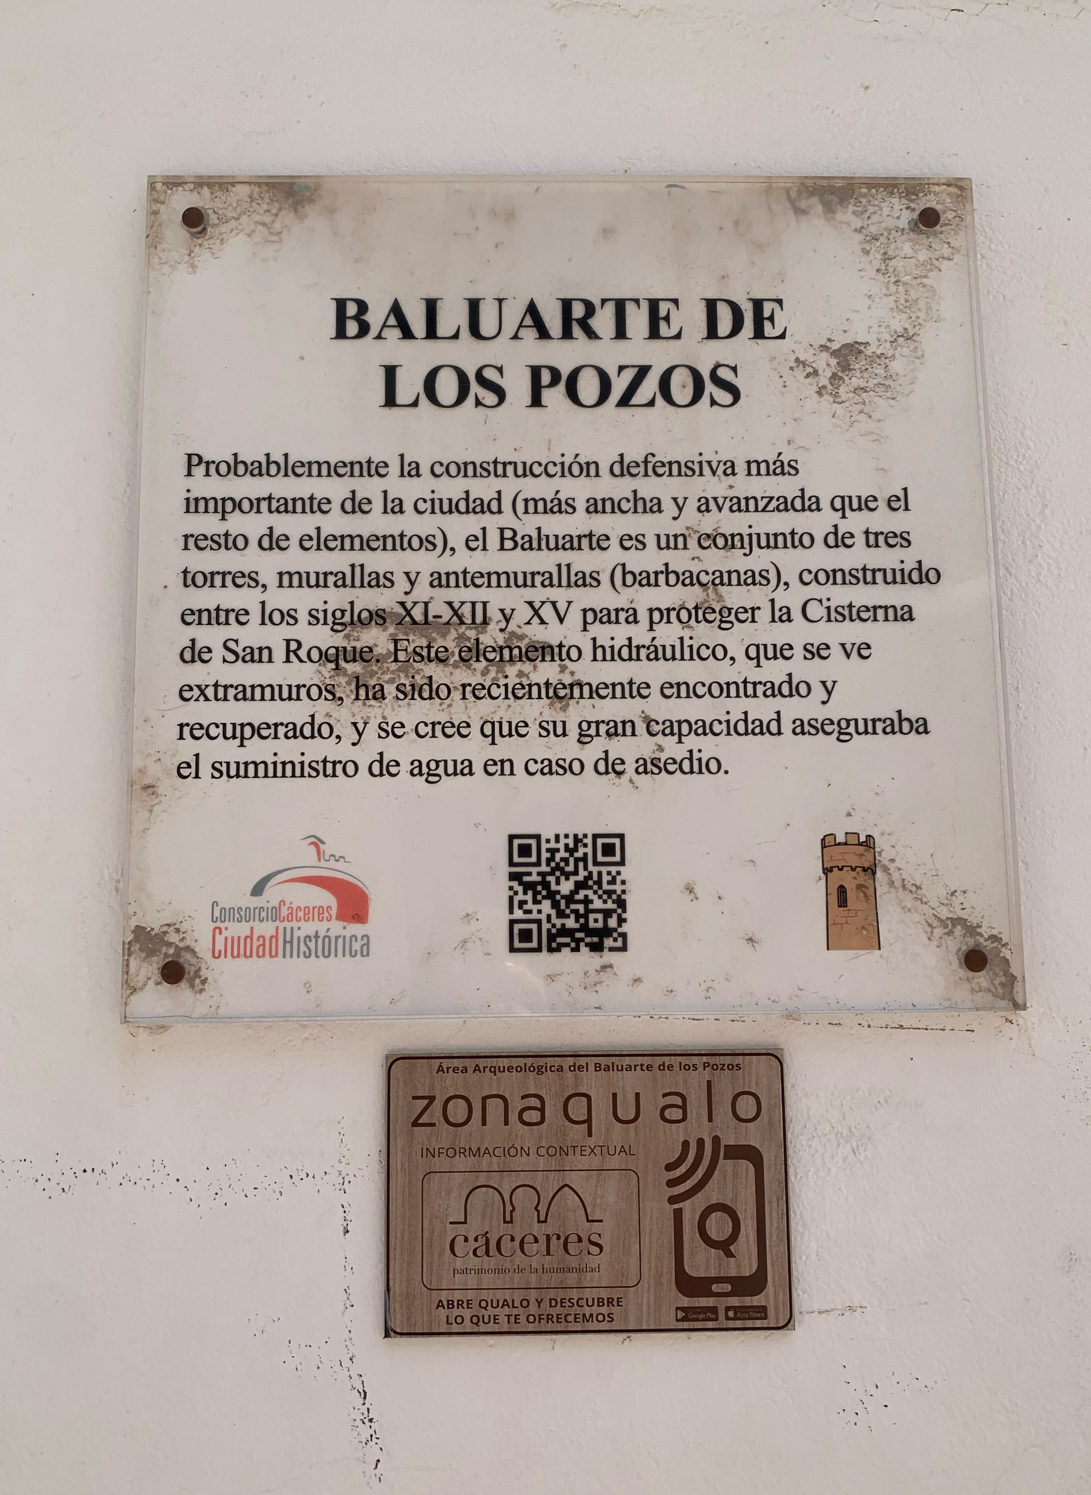 BALUARTE DE
LOS POZOS
Probablemente la construcción defensiva más
importante de la ciudad (más ancha y avanzada que el
resto de elementos), el Baluarte es un conjunto de tres
torres, murallas y antemurallas (barbacanas), construido
entre los siglos XI-XII y XV para proteger la Cisterna
de San Roque. Este elemento hidráulico, que se ve
extramuros, ha sido recientemente encontrado y
recuperado, y se cree que su gran capacidad aseguraba
el suministro de agua en caso de asedio.
ConsorcioCáceres
CiudadHistórica
Área Arqueológica del Baluarte de los Pozos
zonaqualo
INFORMACIÓN CONTEXTUAL
cáceres
patrimonio de la humanidad
Q
ABRE QUALO Y DESCUBRE
LO QUE TE OFRECEMOS
Google Play
App Store